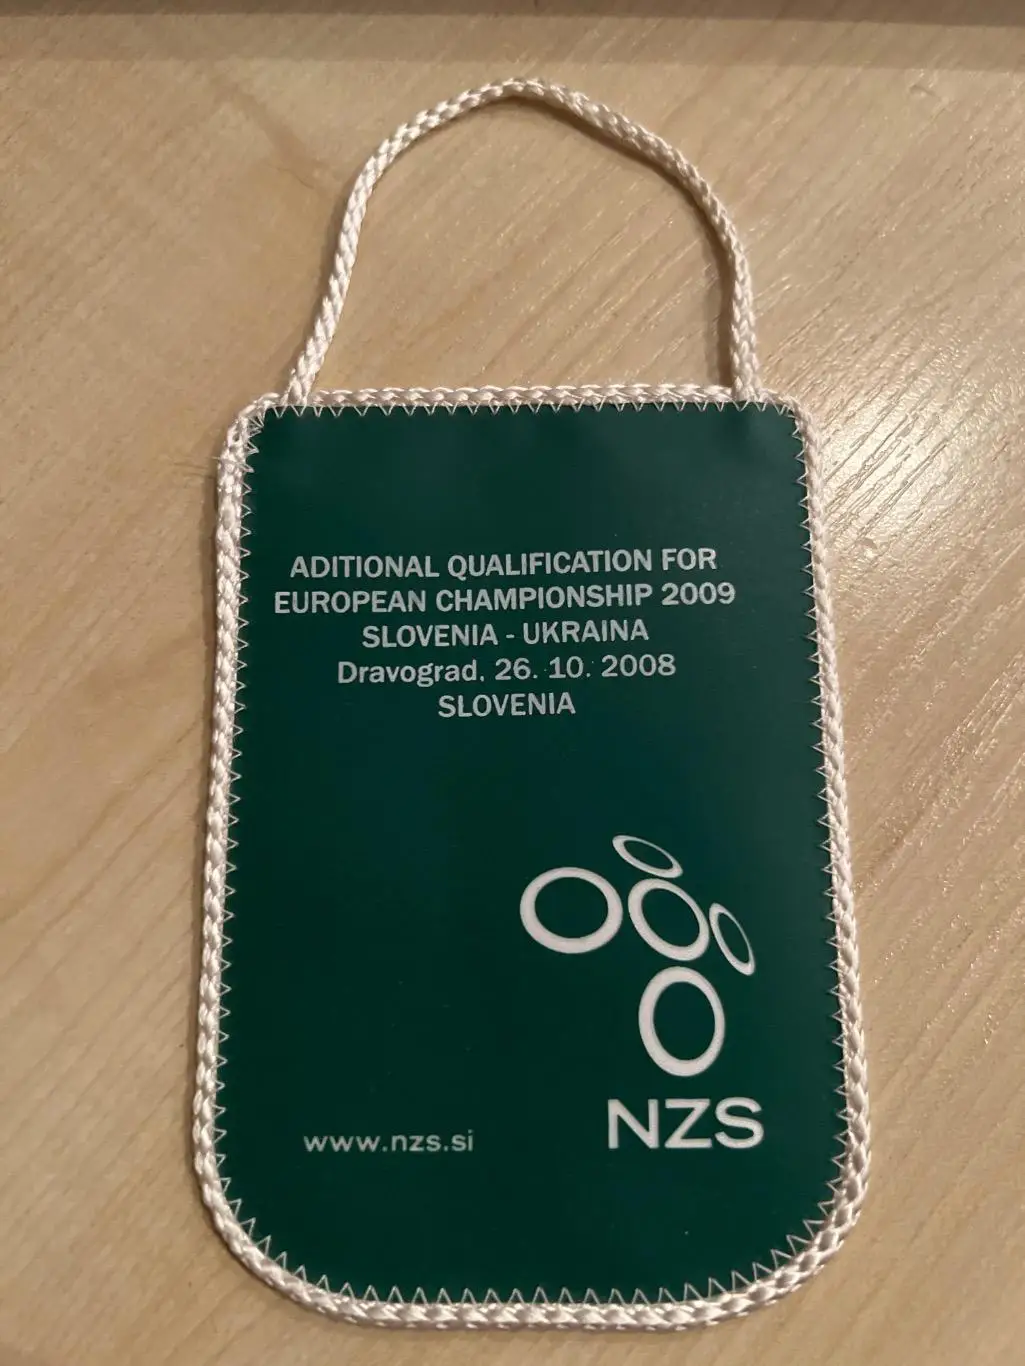 ADITIONAL QUALIFICATION FOR
EUROPEAN CHAMPIONSHIP 2009
SLOVENIA - UKRAINA
Dravograd, 26. 10. 2008
SLOVENIA
NZS
www.nzs.si